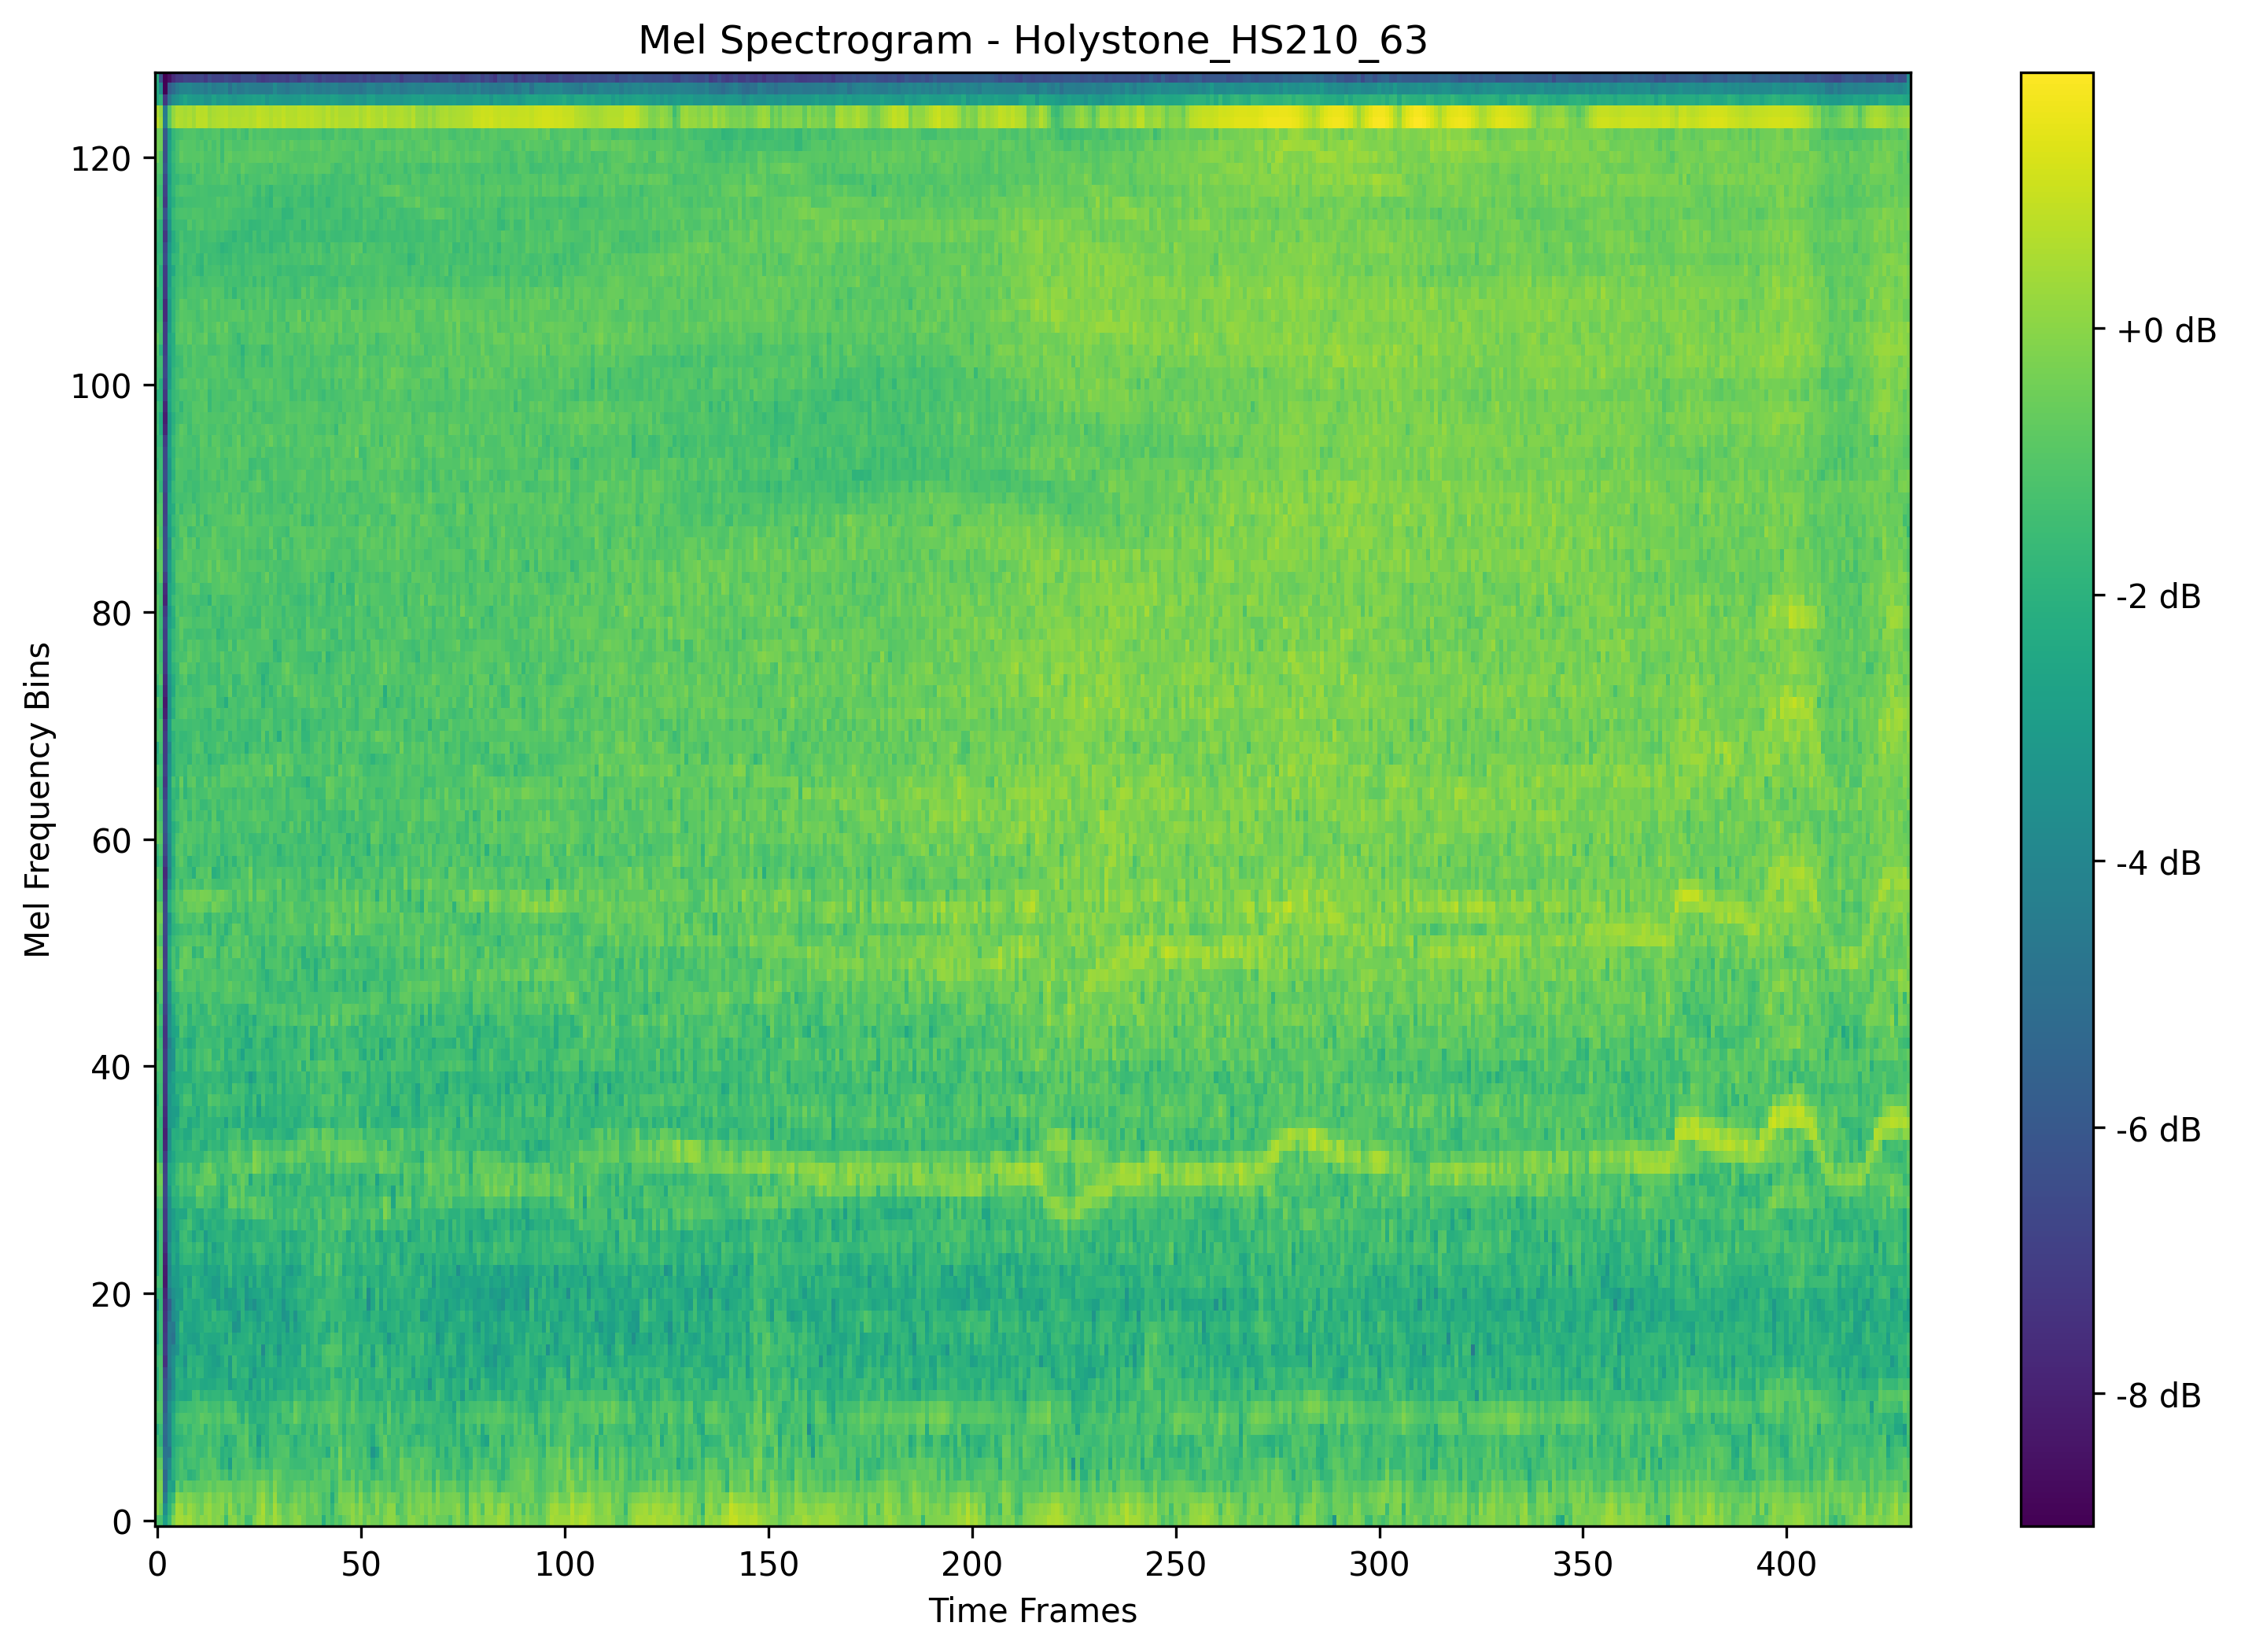 Mel Spectrogram - Holystone_HS210_63
Mel Frequency Bins
120
100
80
60
40
20
0
0 50 100 150 200 250 300 350 400
Time Frames
+0 dB
-2 dB
-4 dB
-6 dB
-8 dB